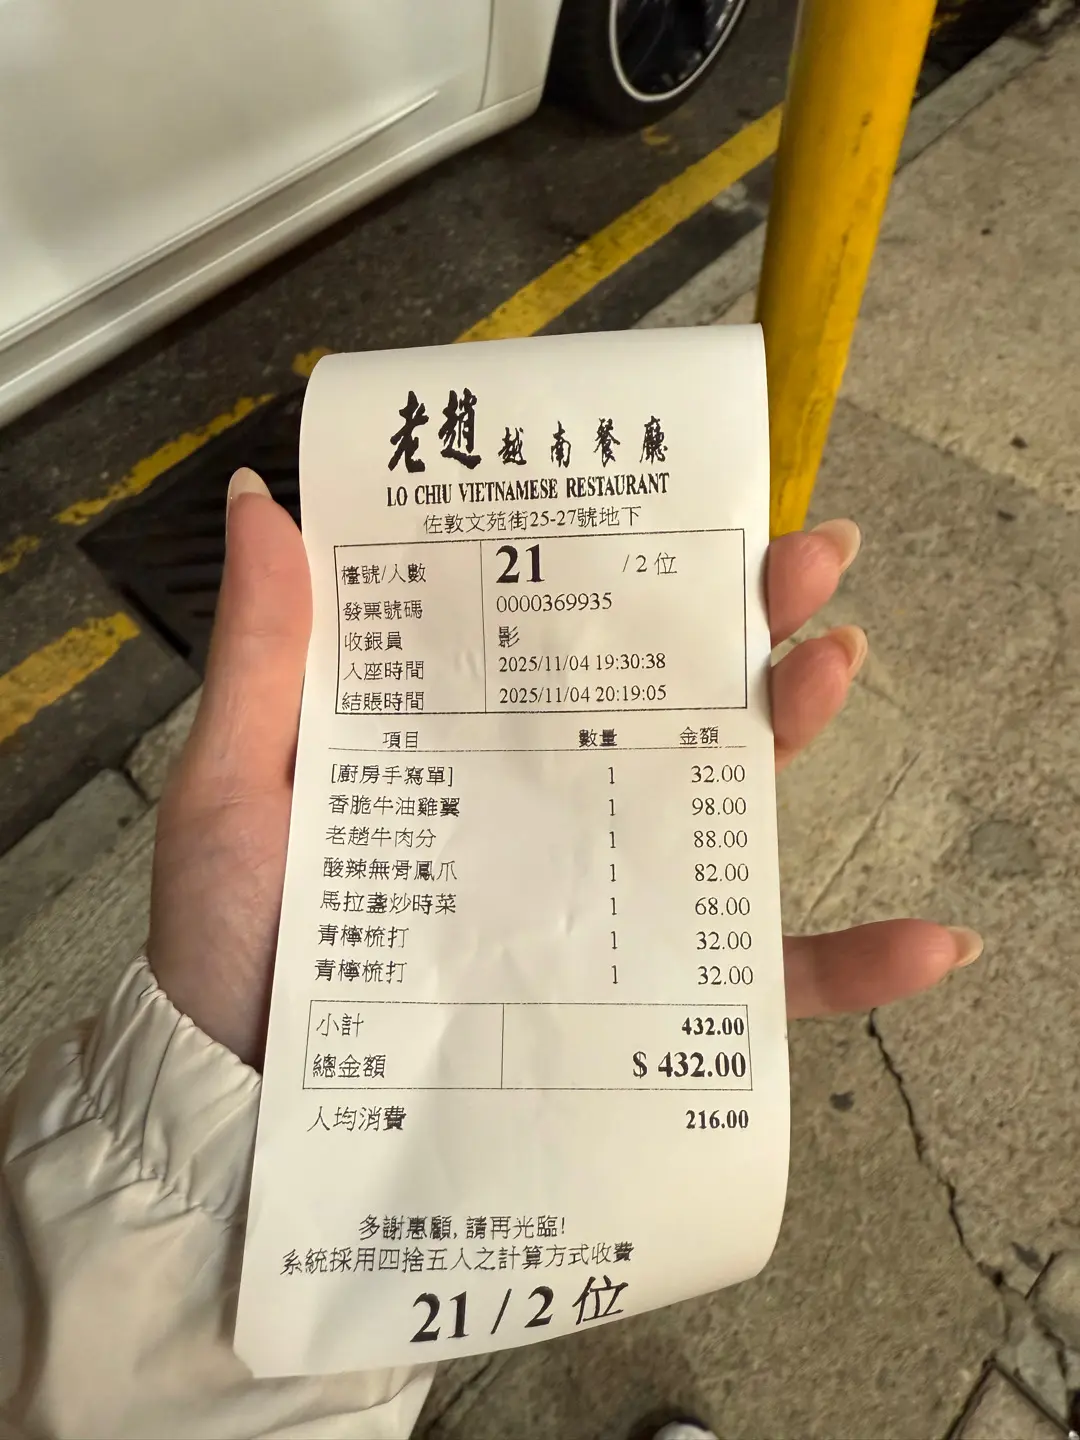 老趙越南餐廳
LO CHIU VIETNAMESE RESTAURANT
佐敦文苑街25-27號地下
檯號/人數 21 / 2 位
發票號碼 0000369935
收銀員 影
入座時間 2025/11/04 19:30:38
結賬時間 2025/11/04 20:19:05
項目 數量 金額
[廚房手寫單] 1 32.00
香脆牛油雞翼 1 98.00
老趙牛肉分 1 88.00
酸辣無骨鳳爪 1 82.00
馬拉盞炒時菜 1 68.00
青檸梳打 1 32.00
青檸梳打 1 32.00
小計 432.00
總金額 $ 432.00
人均消費 216.00
多謝惠顧, 請再光臨!
系統採用四捨五入之計算方式收費
21 / 2 位